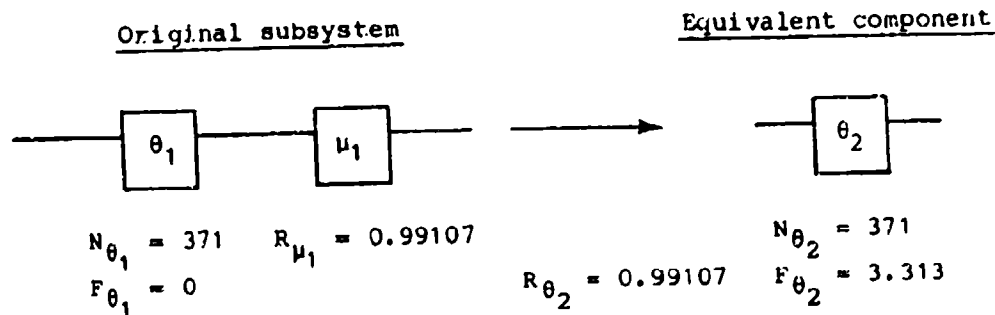 Original subsystem
Equivalent component
θ1
μ1
θ2
Nθ1 = 371
Rμ1 = 0.99107
Fθ1 = 0
Rθ2 = 0.99107
Nθ2 = 371
Fθ2 = 3.313